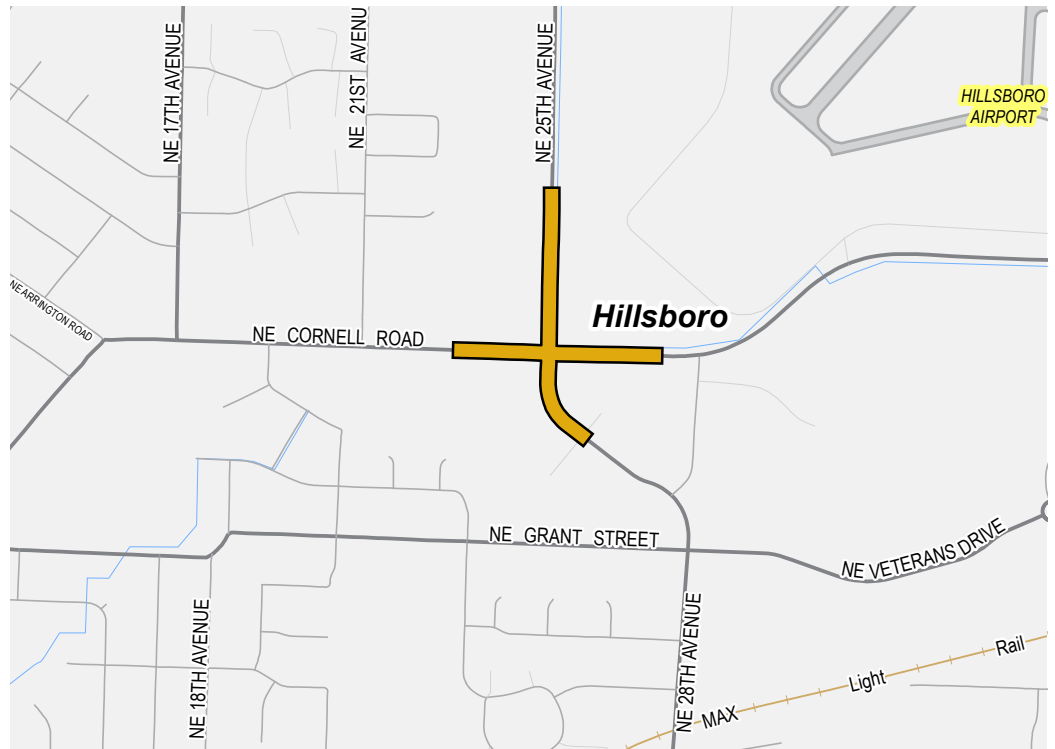 NE 17TH AVENUE
NE 21ST AVENUE
NE 25TH AVENUE
HILLSBORO
AIRPORT
NE ARRINGTON ROAD
NE CORNELL ROAD
Hillsboro
NE GRANT STREET
NE VETERANS DRIVE
NE 18TH AVENUE
NE 28TH AVENUE
MAX Light Rail